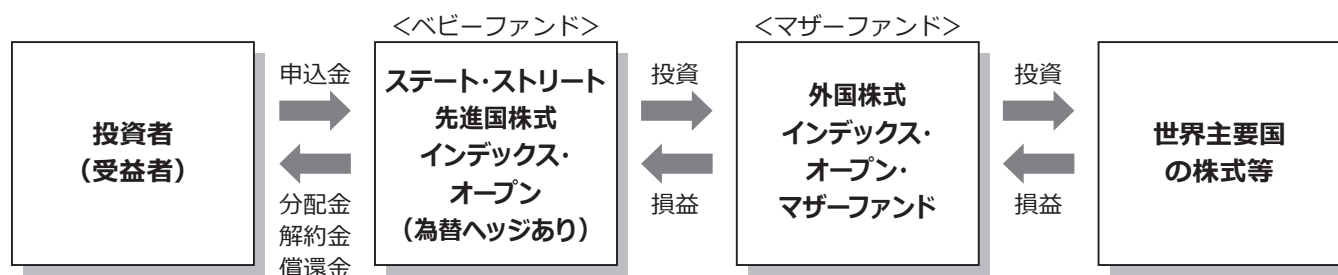 ＜ベビーファンド＞
＜マザーファンド＞
投資者
（受益者）
申込金
分配金
解約金
償還金
ステート・ストリート
先進国株式
インデックス・
オープン
（為替ヘッジあり）
投資
損益
外国株式
インデックス・
オープン・
マザーファンド
投資
損益
世界主要国
の株式等